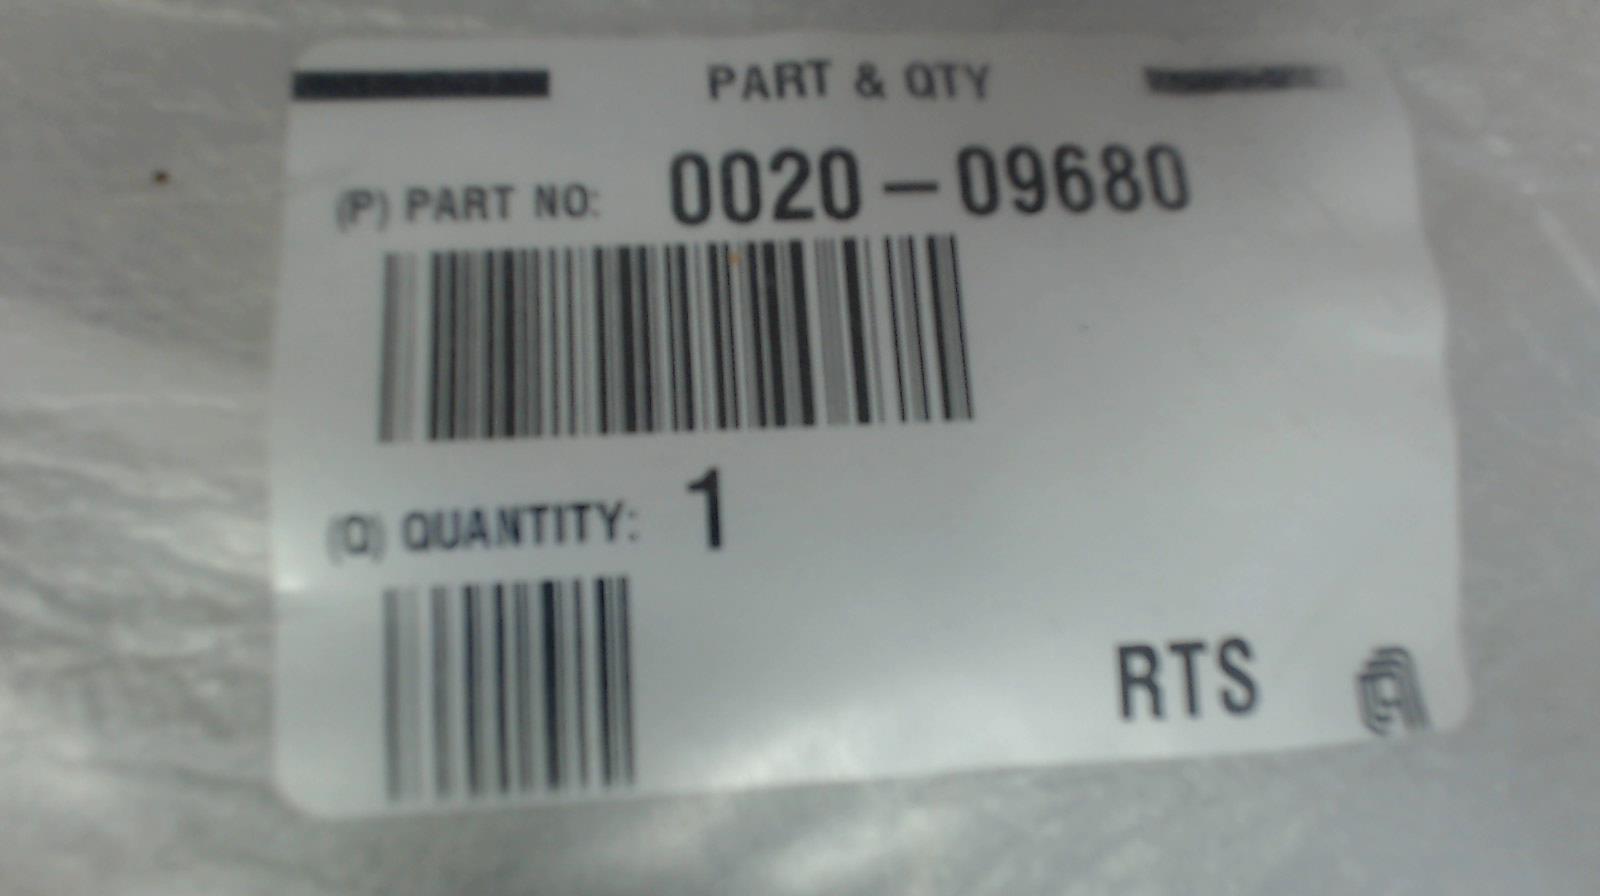 PART & QTY
(P) PART NO: 0020-09680
(Q) QUANTITY: 1
RTS